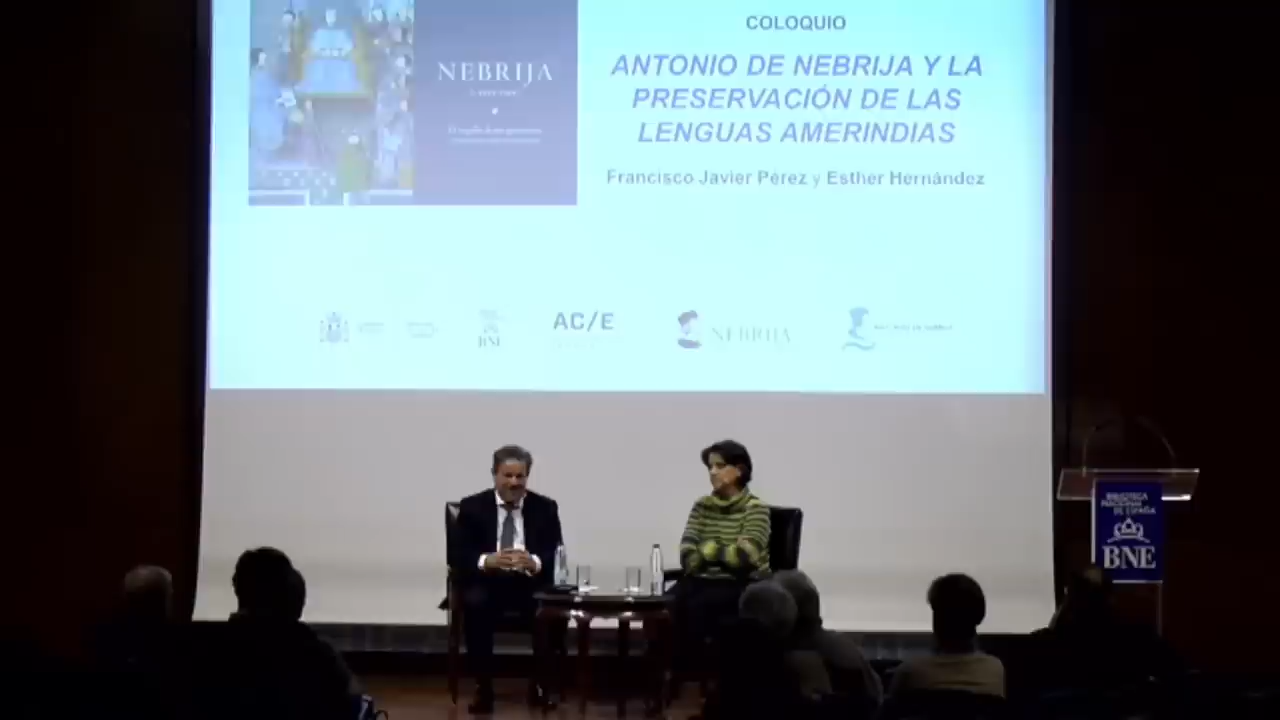 COLOQUIO
NEBRIJA
ANTONIO DE NEBRIJA Y LA
PRESERVACIÓN DE LAS
LENGUAS AMERINDIAS
Francisco Javier Pérez y Esther Hernández
BNE
AC/E
NEBRIJA
BIBLIOTECA
NACIONAL
DE ESPAÑA
BNE